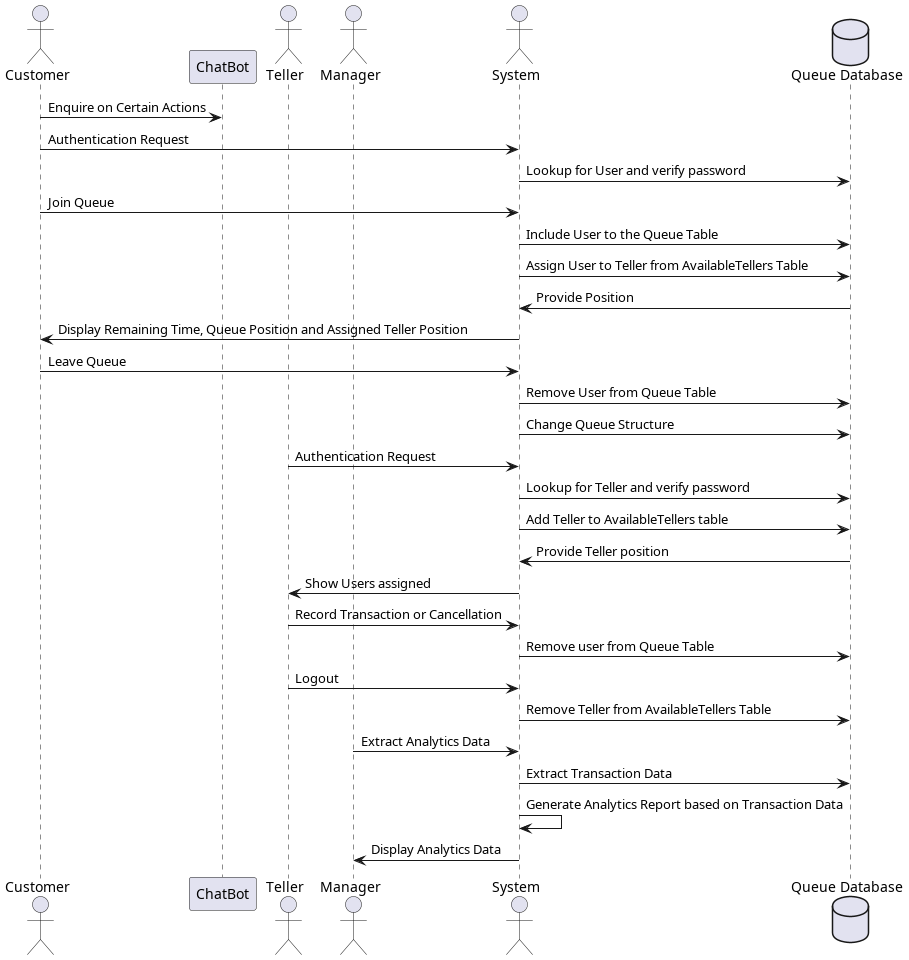 Customer
ChatBot
Teller
Manager
System
Queue Database
Enquire on Certain Actions
Authentication Request
Lookup for User and verify password
Join Queue
Include User to the Queue Table
Assign User to Teller from AvailableTellers Table
Provide Position
Display Remaining Time, Queue Position and Assigned Teller Position
Leave Queue
Remove User from Queue Table
Change Queue Structure
Authentication Request
Lookup for Teller and verify password
Add Teller to AvailableTellers table
Provide Teller position
Show Users assigned
Record Transaction or Cancellation
Remove user from Queue Table
Logout
Remove Teller from AvailableTellers Table
Extract Analytics Data
Extract Transaction Data
Generate Analytics Report based on Transaction Data
Display Analytics Data
Customer
ChatBot
Teller
Manager
System
Queue Database